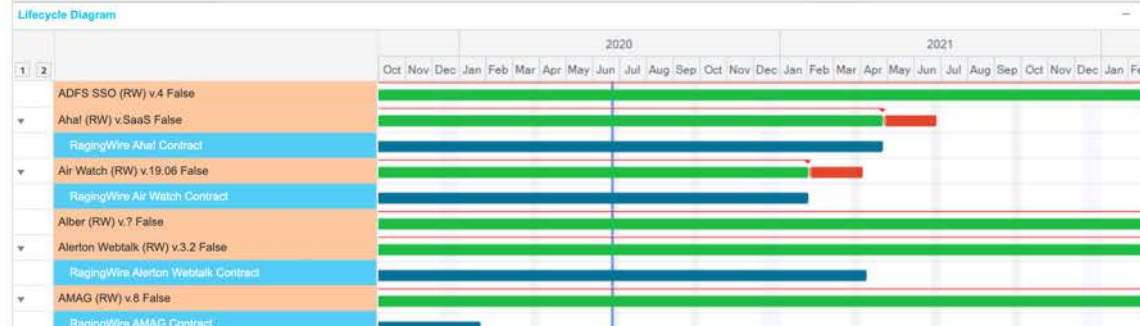 Lifecycle Diagram
2020 2021
1 2 Oct Nov Dec Jan Feb Mar Apr May Jun Jul Aug Sep Oct Nov Dec Jan Feb Mar Apr May Jun Jul Aug Sep Oct Nov Dec Jan Fe
ADFS SSO (RW) v.4 False
Aha! (RW) v.SaaS False
RagingWire Aha! Contract
Air Watch (RW) v.19.06 False
RagingWire Air Watch Contract
Alber (RW) v.? False
Alerton Webtalk (RW) v.3.2 False
RagingWire Alerton Webtalk Contract
AMAG (RW) v.8 False
RagingWire AMAG Contract